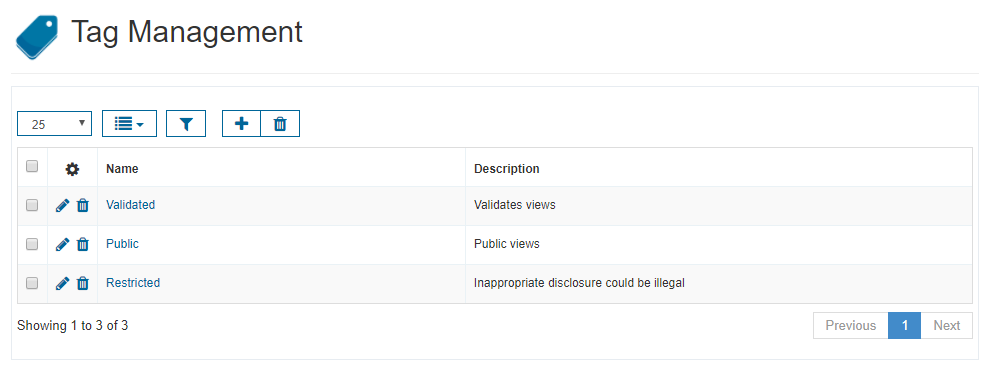 Tag Management
25
Name Description
Validated Validates views
Public Public views
Restricted Inappropriate disclosure could be illegal
Showing 1 to 3 of 3 Previous 1 Next